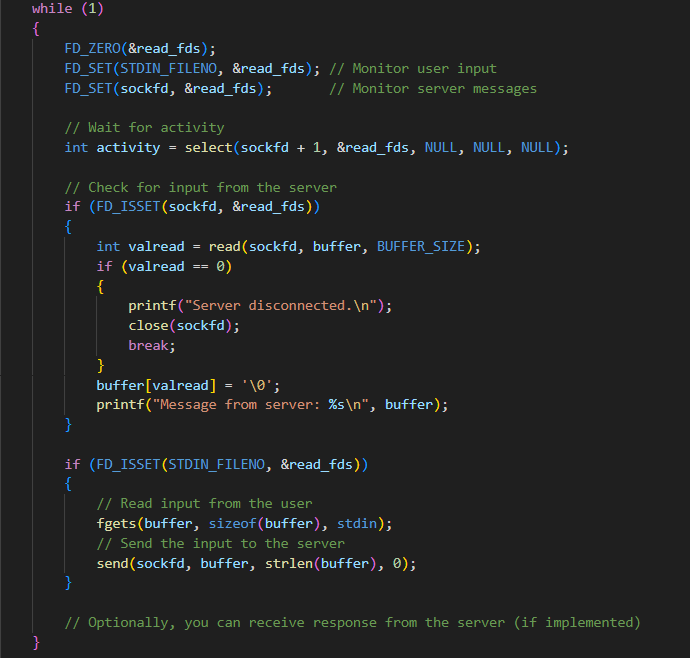 while (1)
{
FD_ZERO(&read_fds);
FD_SET(STDIN_FILENO, &read_fds); // Monitor user input
FD_SET(sockfd, &read_fds);       // Monitor server messages
// Wait for activity
int activity = select(sockfd + 1, &read_fds, NULL, NULL, NULL);
// Check for input from the server
if (FD_ISSET(sockfd, &read_fds))
{
int valread = read(sockfd, buffer, BUFFER_SIZE);
if (valread == 0)
{
printf("Server disconnected.\n");
close(sockfd);
break;
}
buffer[valread] = '\0';
printf("Message from server: %s\n", buffer);
}
if (FD_ISSET(STDIN_FILENO, &read_fds))
{
// Read input from the user
fgets(buffer, sizeof(buffer), stdin);
// Send the input to the server
send(sockfd, buffer, strlen(buffer), 0);
}
// Optionally, you can receive response from the server (if implemented)
}